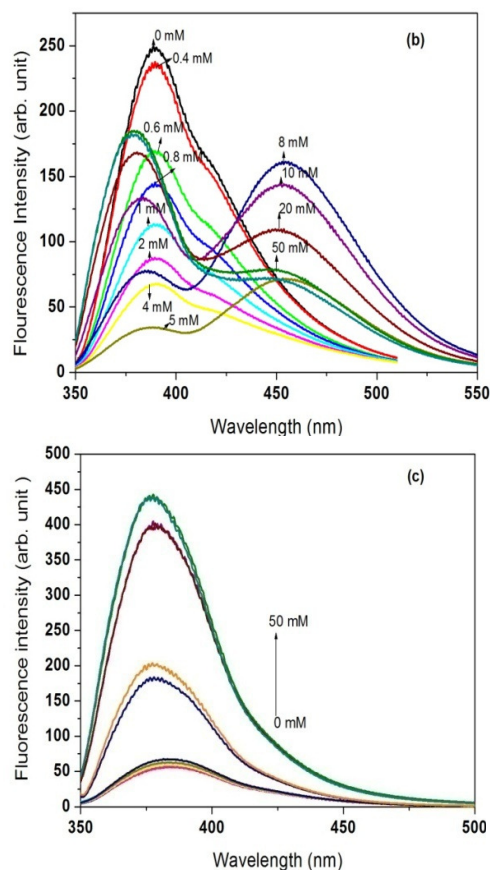 (b)
0 mM
0.4 mM
0.6 mM
0.8 mM
1 mM
2 mM
4 mM
5 mM
8 mM
10 mM
20 mM
50 mM
Flourescence Intensity (arb. unit)
250
200
150
100
50
0
350 400 450 500 550
Wavelength (nm)
(c)
50 mM
0 mM
Fluorescence intensity (arb. unit )
500
450
400
350
300
250
200
150
100
50
0
350 400 450 500
Wavelength (nm)